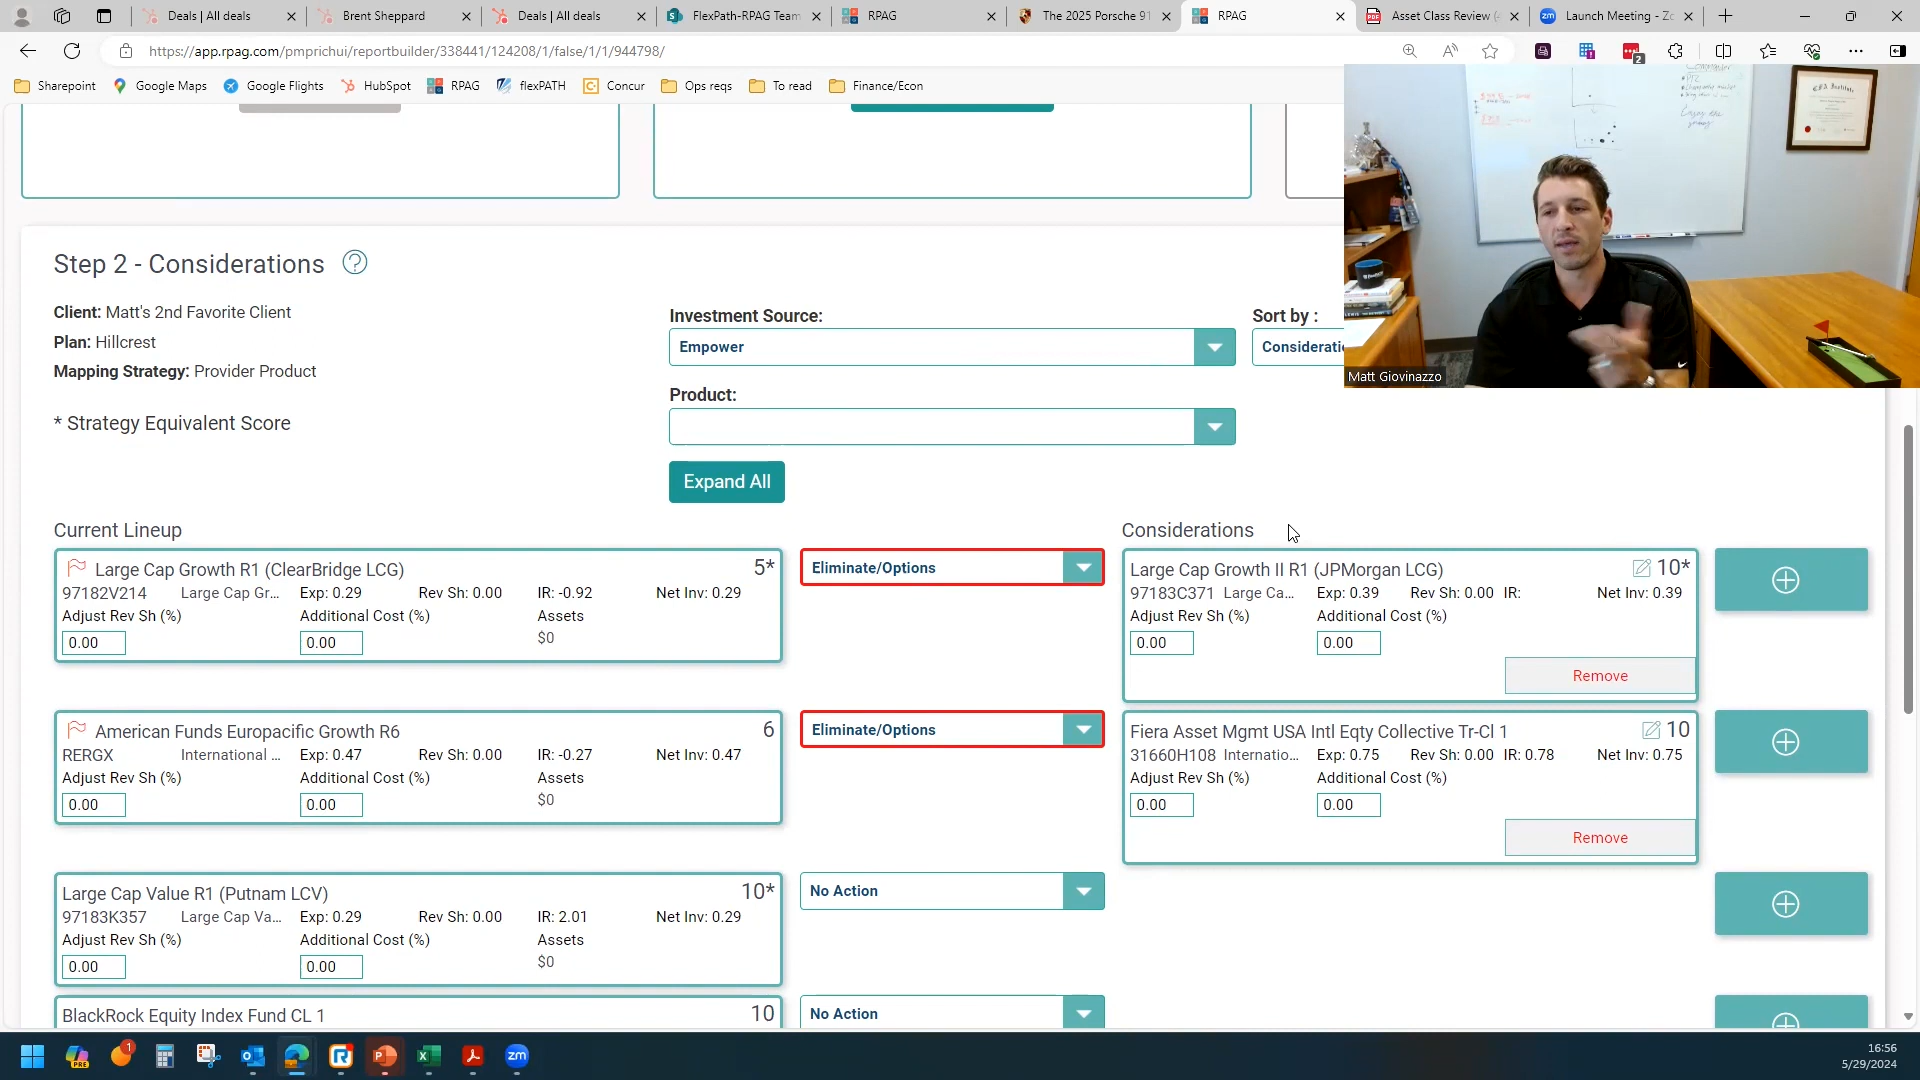 Deals | All deals
Brent Sheppard
Deals | All deals
FlexPath-RPAG Team
RPAG
The 2025 Porsche 91
RPAG
Asset Class Review (
Launch Meeting - Zo
https://app.rpag.com/pmprichui/reportbuilder/338441/124208/1/false/1/1/944798/
2
Sharepoint
Google Maps
Google Flights
HubSpot
RPAG
flexPATH
Concur
Ops reqs
To read
Finance/Econ
CFA Institute
Matt Giovinazzo
Step 2 - Considerations ?
Client: Matt's 2nd Favorite Client
Plan: Hillcrest
Mapping Strategy: Provider Product
* Strategy Equivalent Score
Investment Source:
Empower
Sort by :
Consideratio
Product:
Expand All
Current Lineup
Considerations
Large Cap Growth R1 (ClearBridge LCG) 5*
97182V214 Large Cap Gr... Exp: 0.29 Rev Sh: 0.00 IR: -0.92 Net Inv: 0.29
Adjust Rev Sh (%) Additional Cost (%) Assets
0.00 0.00 $0
Eliminate/Options
Large Cap Growth II R1 (JPMorgan LCG) 10*
97183C371 Large Ca... Exp: 0.39 Rev Sh: 0.00 IR: Net Inv: 0.39
Adjust Rev Sh (%) Additional Cost (%)
0.00 0.00
Remove
American Funds Europacific Growth R6 6
RERGX International ... Exp: 0.47 Rev Sh: 0.00 IR: -0.27 Net Inv: 0.47
Adjust Rev Sh (%) Additional Cost (%) Assets
0.00 0.00 $0
Eliminate/Options
Fiera Asset Mgmt USA Intl Eqty Collective Tr-Cl 1 10
31660H108 Internatio... Exp: 0.75 Rev Sh: 0.00 IR: 0.78 Net Inv: 0.75
Adjust Rev Sh (%) Additional Cost (%)
0.00 0.00
Remove
Large Cap Value R1 (Putnam LCV) 10*
97183K357 Large Cap Va... Exp: 0.29 Rev Sh: 0.00 IR: 2.01 Net Inv: 0.29
Adjust Rev Sh (%) Additional Cost (%) Assets
0.00 0.00 $0
No Action
BlackRock Equity Index Fund CL 1 10
No Action
PRE
1
zm
16:56
5/29/2024